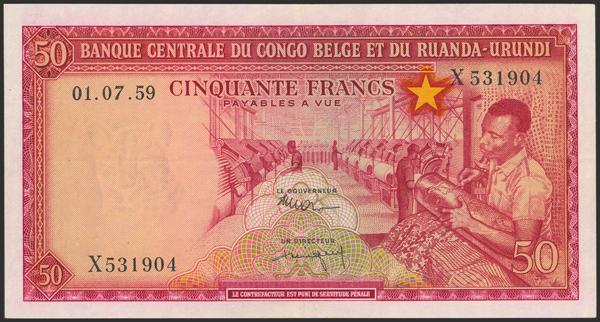 50
BANQUE CENTRALE DU CONGO BELGE ET DU RUANDA-URUNDI
01.07.59
CINQUANTE FRANCS
X 531904
PAYABLES A VUE
LE GOUVERNEUR
UN DIRECTEUR
X531904
50
50
LE CONTREFACTEUR EST PUNI DE SERVITUDE PÉNALE